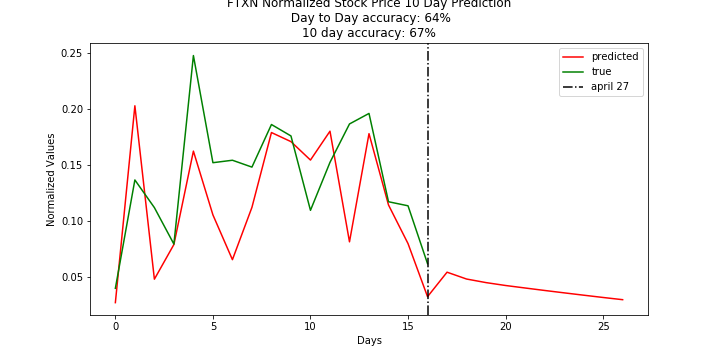 FTXN Normalized Stock Price 10 Day Prediction
Day to Day accuracy: 64%
10 day accuracy: 67%
predicted
true
april 27
0.25
0.20
0.15
0.10
0.05
Normalized Values
0 5 10 15 20 25
Days